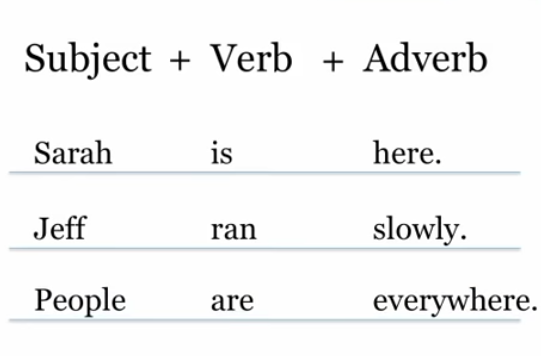 Subject + Verb + Adverb
Sarah is here.
Jeff ran slowly.
People are everywhere.